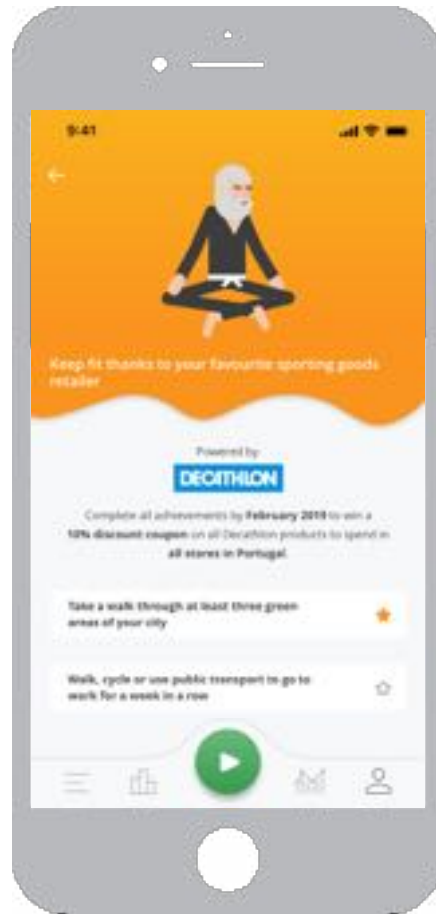 9:41
Keep fit thanks to your favourite sporting goods
retailer
Powered by
DECATHLON
Complete all achievements by February 2019 to win a
10% discount coupon on all Decathlon products to spend in
all stores in Portugal.
Take a walk through at least three green
areas of your city
Walk, cycle or use public transport to go to
work for a week in a row